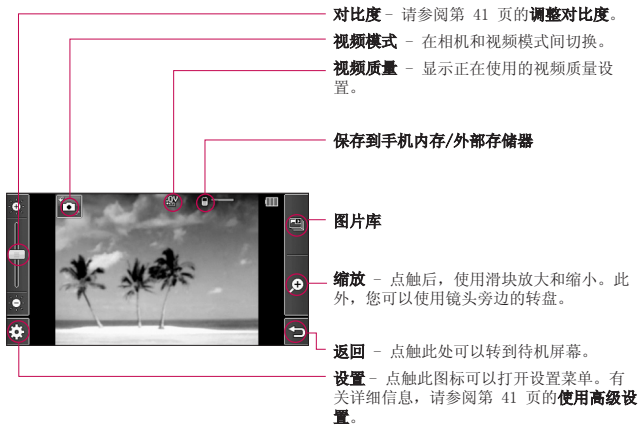 对比度 - 请参阅第 41 页的调整对比度。
视频模式 - 在相机和视频模式间切换。
视频质量 - 显示正在使用的视频质量设
置。
保存到手机内存/外部存储器
图片库
缩放 - 点触后，使用滑块放大和缩小。此
外，您可以使用镜头旁边的转盘。
返回 - 点触此处可以转到待机屏幕。
设置 - 点触此图标可以打开设置菜单。有
关详细信息，请参阅第 41 页的使用高级设
置。